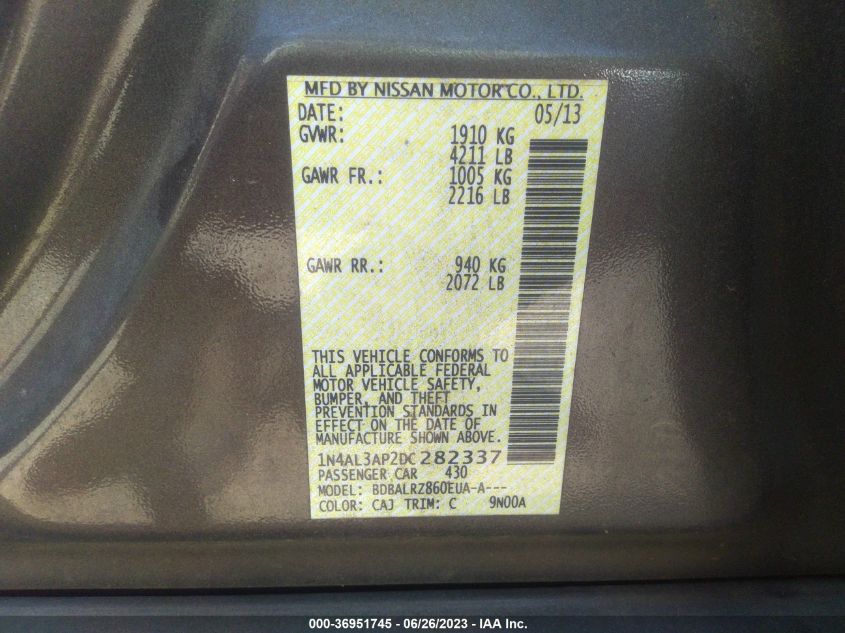 MFD BY NISSAN MOTOR CO., LTD.
DATE: 05/13
GVWR: 1910 KG
4211 LB
GAWR FR.: 1005 KG
2216 LB
GAWR RR.: 940 KG
2072 LB
THIS VEHICLE CONFORMS TO
ALL APPLICABLE FEDERAL
MOTOR VEHICLE SAFETY,
BUMPER, AND THEFT
PREVENTION STANDARDS IN
EFFECT ON THE DATE OF
MANUFACTURE SHOWN ABOVE.
1N4AL3AP2DC 282337
PASSENGER CAR 430
MODEL: BDBALRZ860EUA-A---
COLOR: CAJ TRIM: C 9N00A
000-36951745 - 06/26/2023 - IAA Inc.